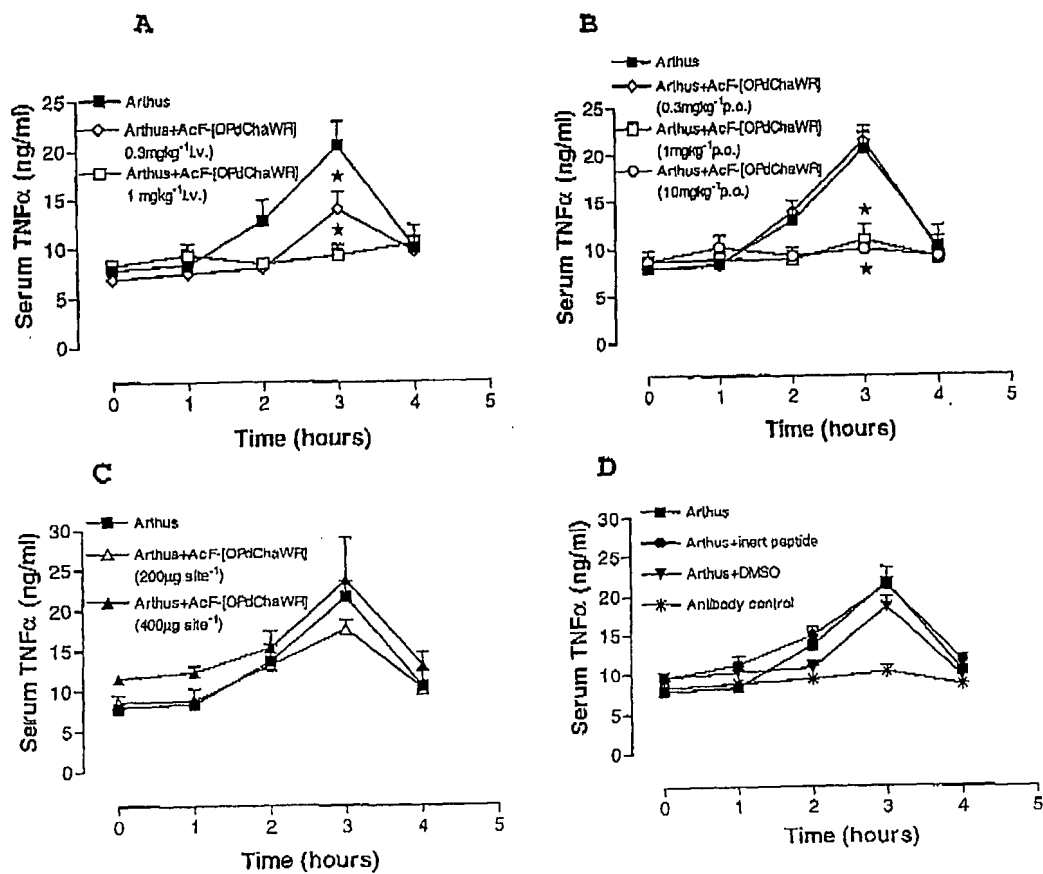 A
Arthus
Arthus+AcF-[OPdChaWR]
0.3mgkg-1i.v.)
Arthus+AcF-[OPdChaWR]
1 mgkg-1i.v.)
Serum TNFα (ng/ml)
25
20
15
10
5
0
★
★
0 1 2 3 4 5
Time (hours)
B
Arthus
Arthus+AcF-[OPdChaWR]
(0.3mgkg-1p.o.)
Arthus+AcF-[OPdChaWR]
(1mgkg-1p.o.)
Arthus+AcF-[OPdChaWR]
(10mgkg-1p.o.)
Serum TNFα (ng/ml)
25
20
15
10
5
0
★
★
0 1 2 3 4 5
Time (hours)
C
Arthus
Arthus+AcF-[OPdChaWR]
(200µg site-1)
Arthus+AcF-[OPdChaWR]
(400µg site-1)
Serum TNFα (ng/ml)
30
25
20
15
10
5
0
0 1 2 3 4 5
Time (hours)
D
Arthus
Arthus+inert peptide
Arthus+DMSO
Antibody control
Serum TNFα (ng/ml)
30
25
20
15
10
5
0
0 1 2 3 4 5
Time (hours)